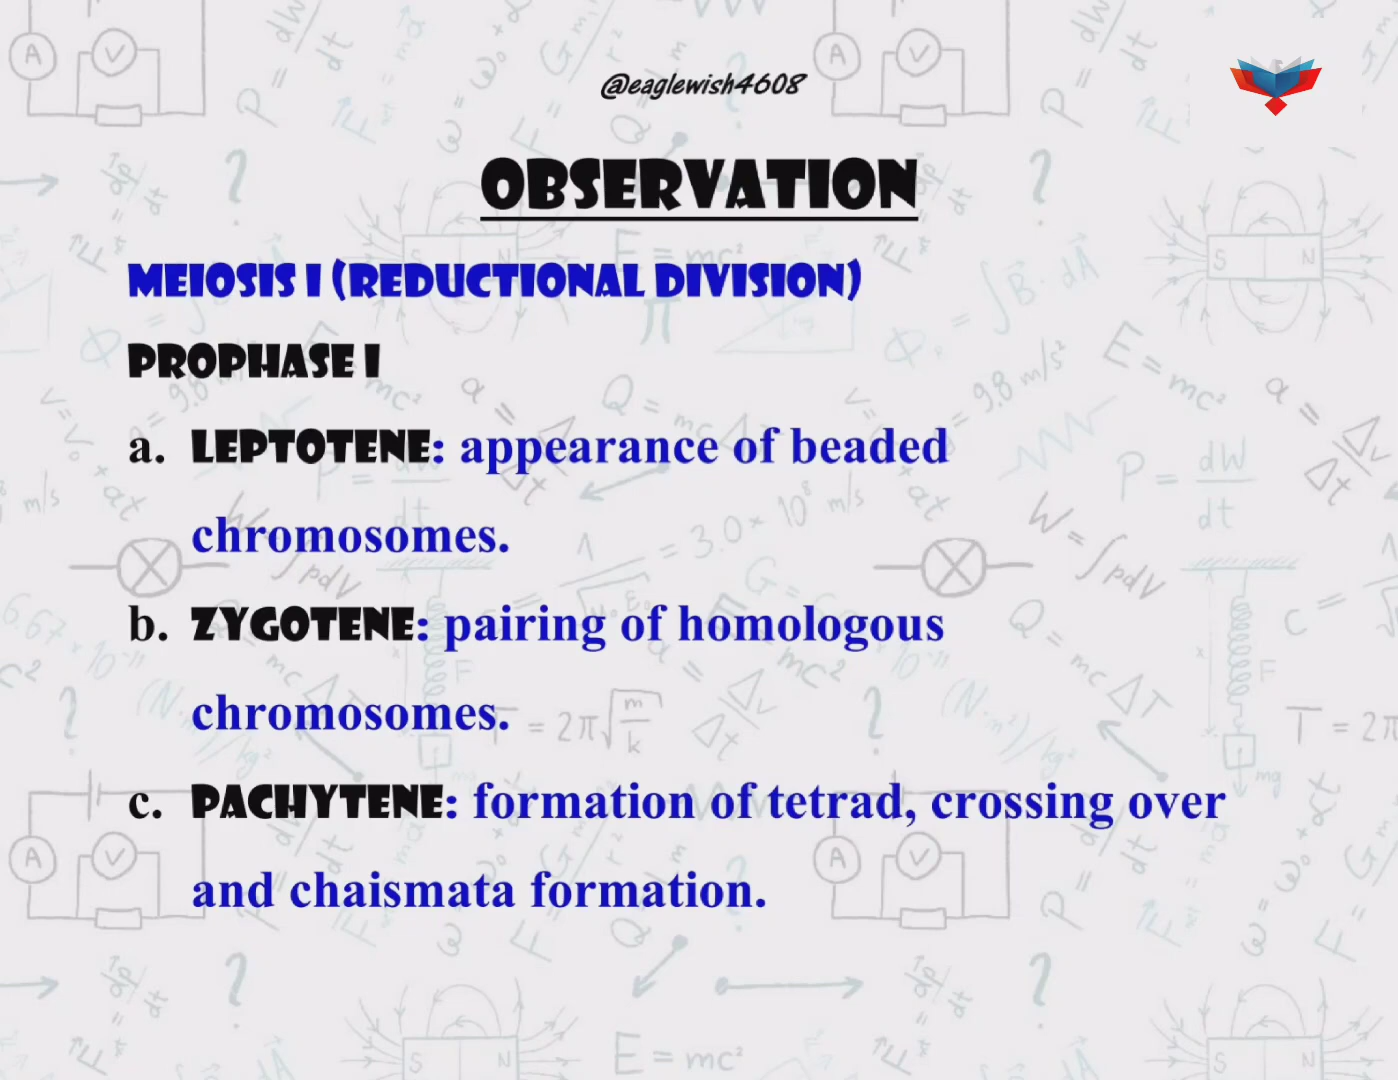 @eaglewish4608
OBSERVATION
MEIOSIS I (REDUCTIONAL DIVISION)
PROPHASE I
a. LEPTOTENE: appearance of beaded
chromosomes.
b. ZYGOTENE: pairing of homologous
chromosomes.
c. PACHYTENE: formation of tetrad, crossing over
and chaismata formation.